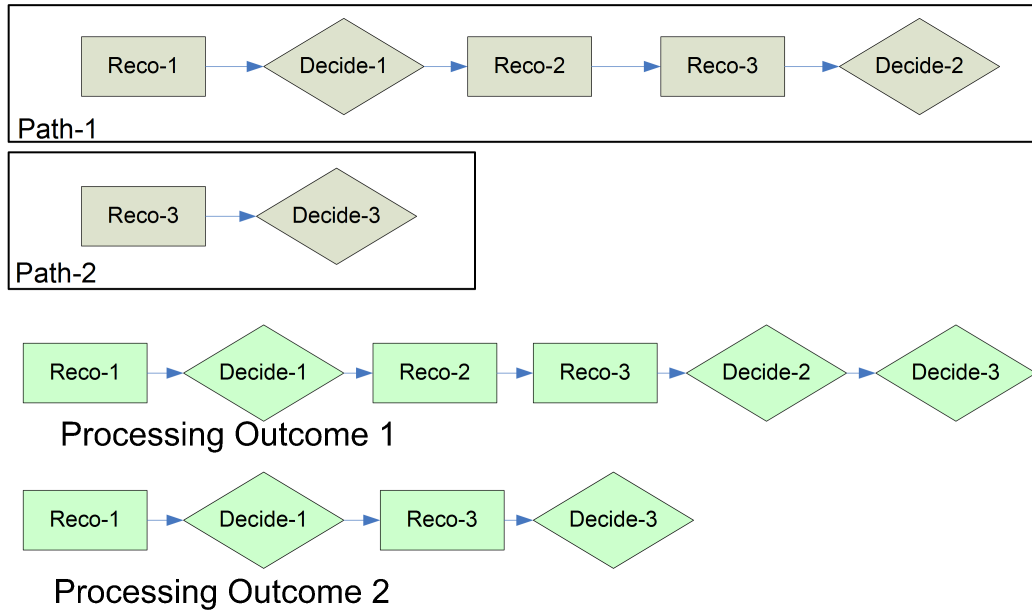 Reco-1
Decide-1
Reco-2
Reco-3
Decide-2
Path-1
Reco-3
Decide-3
Path-2
Reco-1
Decide-1
Reco-2
Reco-3
Decide-2
Decide-3
Processing Outcome 1
Reco-1
Decide-1
Reco-3
Decide-3
Processing Outcome 2